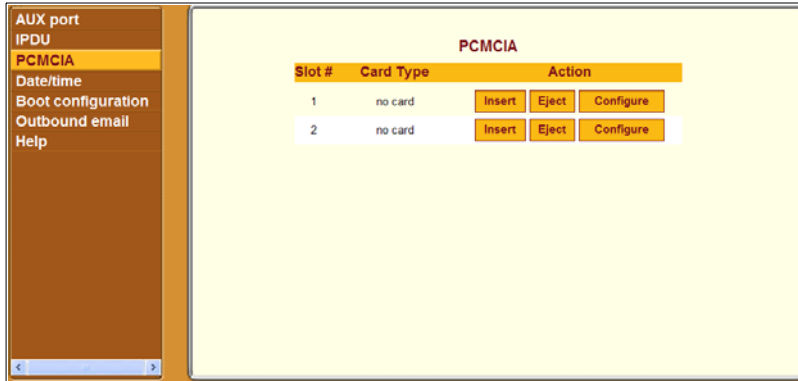 AUX port
IPDU
PCMCIA
Date/time
Boot configuration
Outbound email
Help
PCMCIA
Slot # Card Type Action
1 no card Insert Eject Configure
2 no card Insert Eject Configure